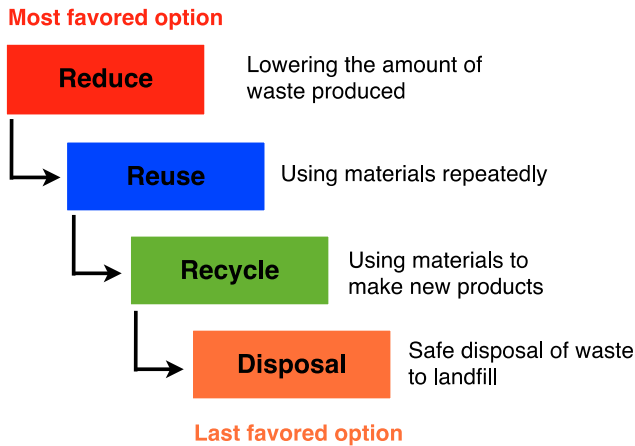 Most favored option
Reduce
Lowering the amount of
waste produced
Reuse
Using materials repeatedly
Recycle
Using materials to
make new products
Disposal
Safe disposal of waste
to landfill
Last favored option